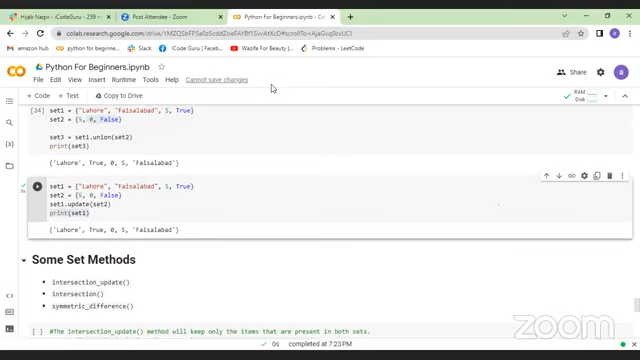 Hijab Naqvi - iCodeGuru - 259 n
Post Attendee - Zoom
Python For Beginners.ipynb - Col
colab.research.google.com/drive/
amazon hub
python for beginner...
Slack
iCode Guru | Facebo...
Wazifa For Beauty |...
Problems - LeetCode
Python For Beginners.ipynb
File Edit View Insert Runtime Tools Help Cannot save changes
Share
a
+ Code + Text Copy to Drive
RAM
Disk
[24] set1 = {"Lahore", "Faisalabad", 5, True}
set2 = {5, 0, False}
set3 = set1.union(set2)
print(set3)
{'Lahore', True, 0, 5, 'Faisalabad'}
0s
set1 = {"Lahore", "Faisalabad", 5, True}
set2 = {5, 0, False}
set1.update(set2)
print(set1)
{'Lahore', True, 0, 5, 'Faisalabad'}
Some Set Methods
intersection_update()
intersection()
symmetric_difference()
[ ] #The intersection_update() method will keep only the items that are present in both sets.
zoom
0s completed at 7:23 PM